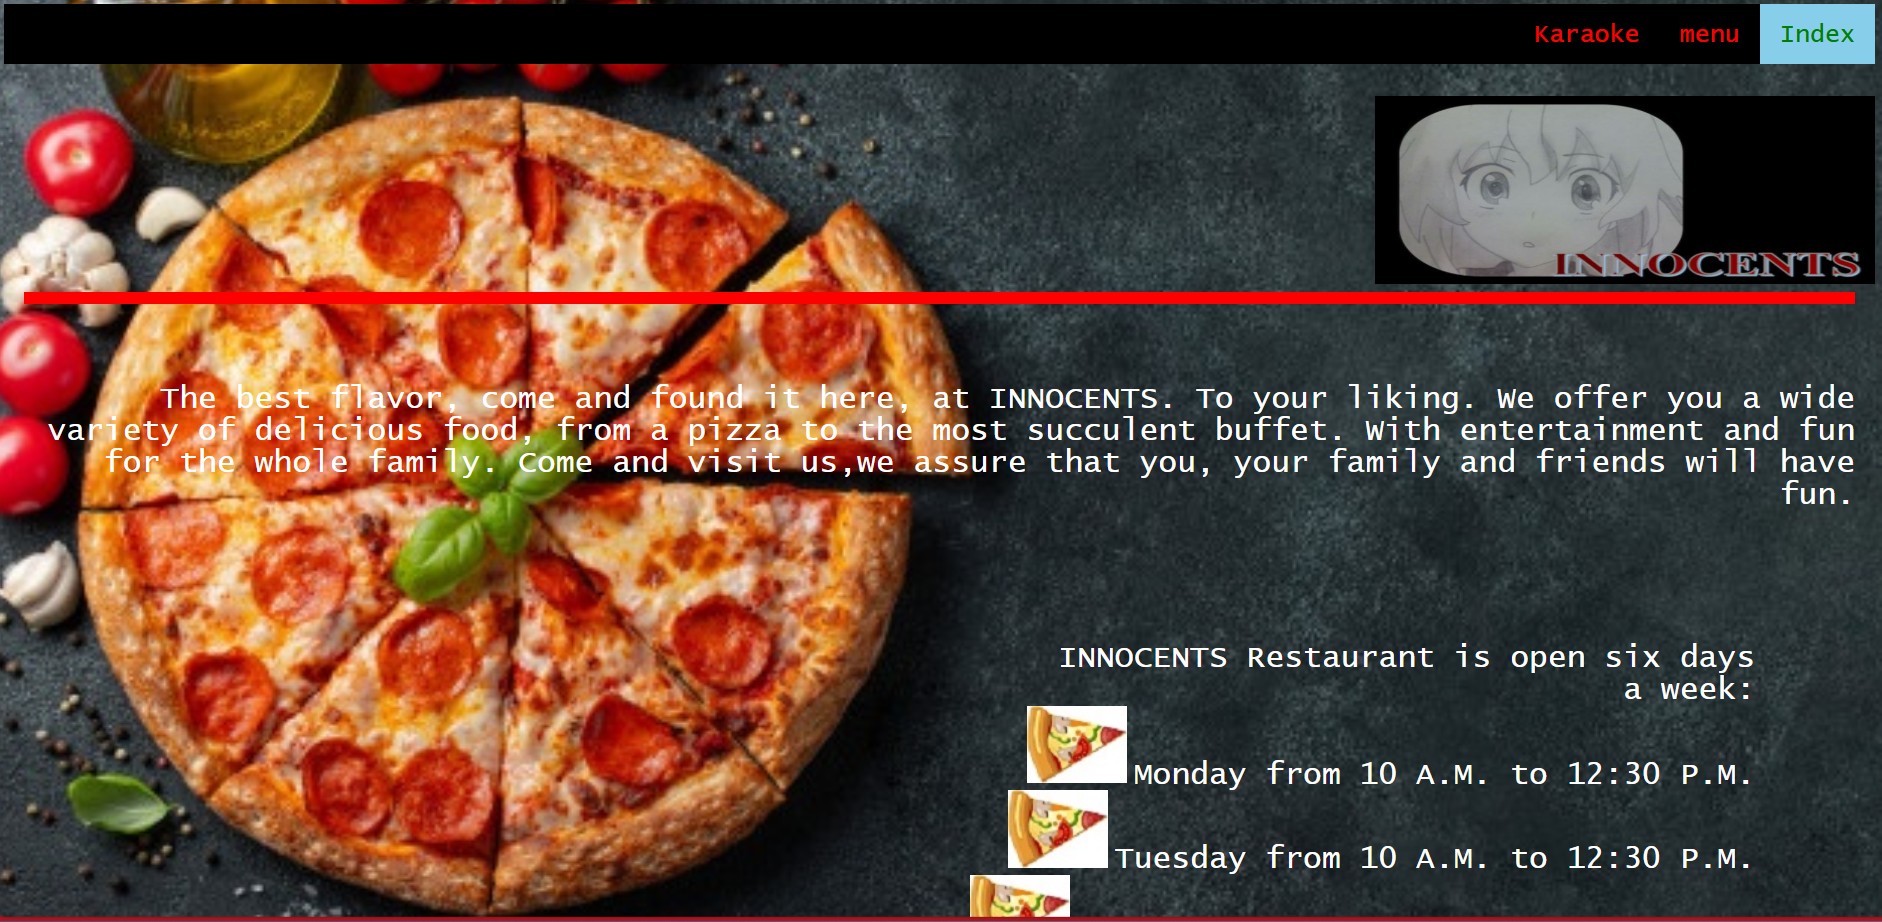 Karaoke menu Index
INNOCENTS
The best flavor, come and found it here, at INNOCENTS. To your liking. We offer you a wide
variety of delicious food, from a pizza to the most succulent buffet. With entertainment and fun
for the whole family. Come and visit us,we assure that you, your family and friends will have
fun.
INNOCENTS Restaurant is open six days
a week:
Monday from 10 A.M. to 12:30 P.M.
Tuesday from 10 A.M. to 12:30 P.M.